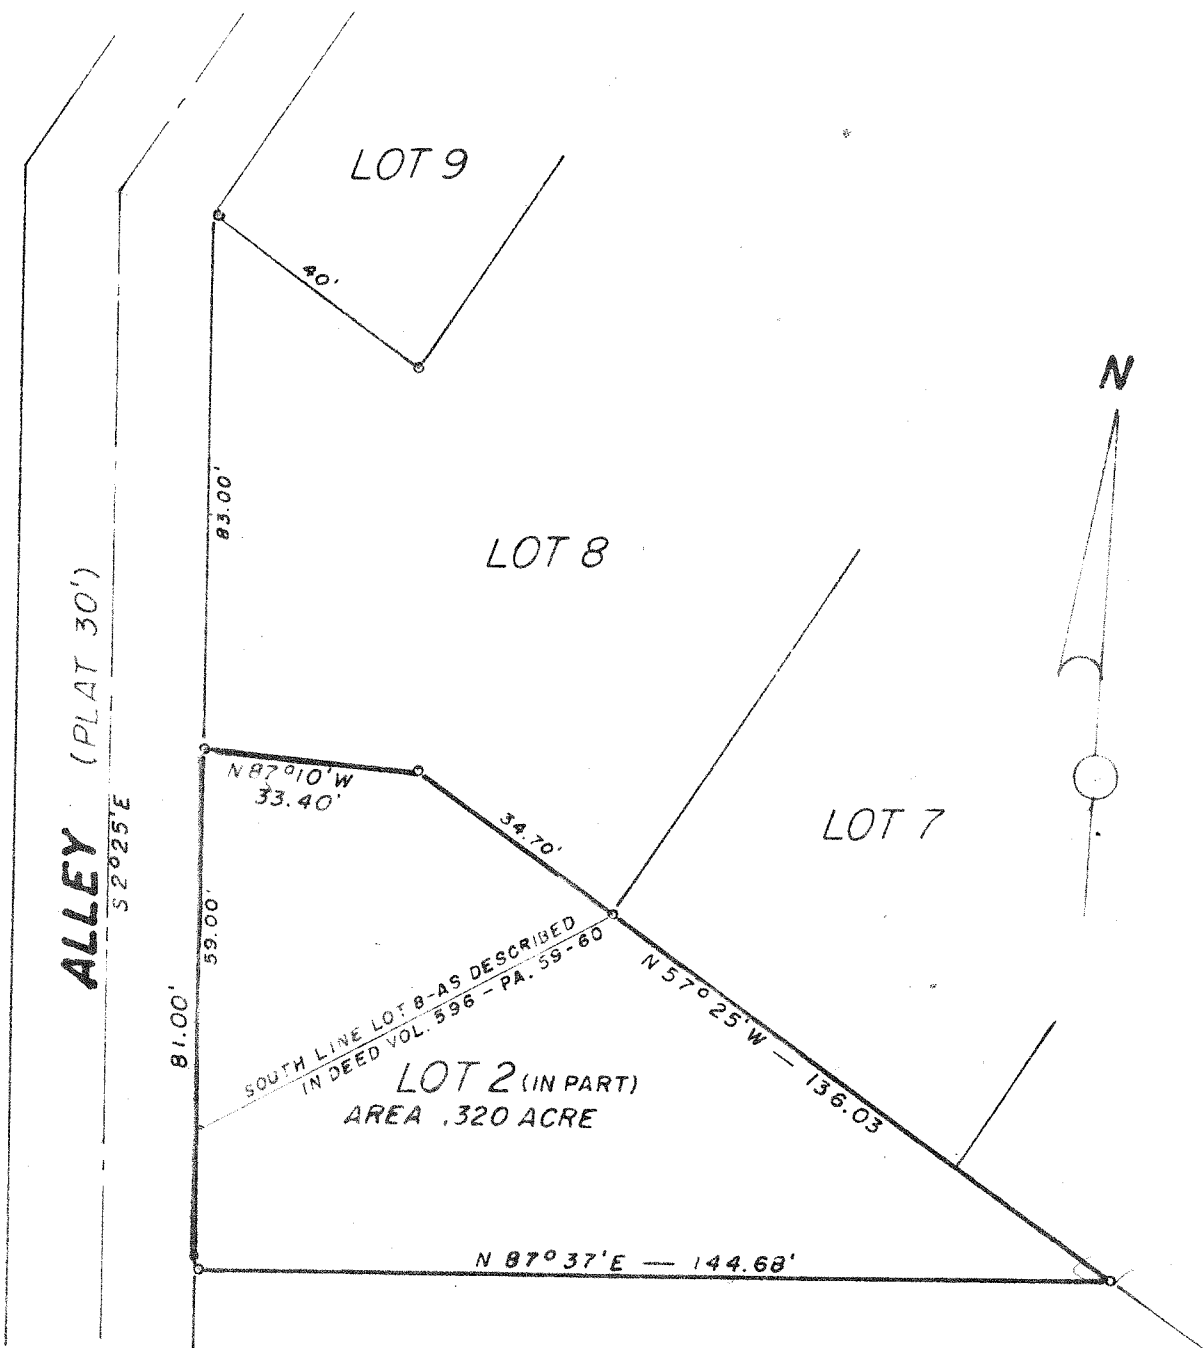 LOT 9
40'
N
83.00'
LOT 8
ALLEY (PLAT 30')
S 2°25'E
N 87°10'W
33.40'
34.70'
LOT 7
59.00'
81.00'
SOUTH LINE LOT 8-AS DESCRIBED
IN DEED VOL. 596 - PA. 59-60
N 57°25'W — 136.03
LOT 2 (IN PART)
AREA .320 ACRE
N 87°37'E — 144.68'